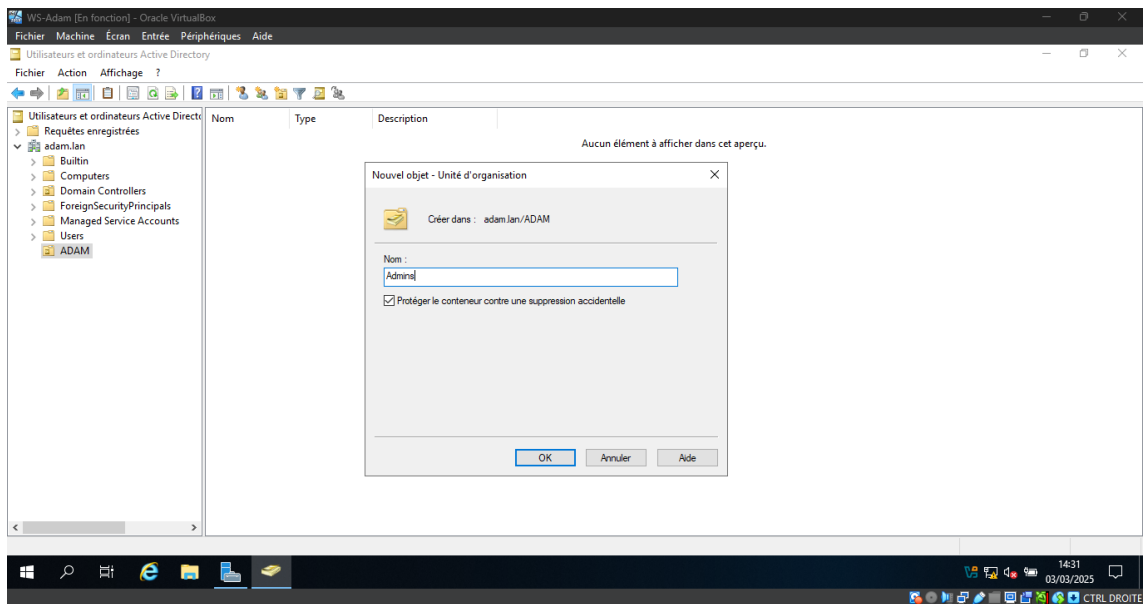 WS-Adam [En fonction] - Oracle VirtualBox
Fichier Machine Écran Entrée Périphériques Aide
Utilisateurs et ordinateurs Active Directory
Fichier Action Affichage ?
Utilisateurs et ordinateurs Active Directo
Requêtes enregistrées
adam.lan
Builtin
Computers
Domain Controllers
ForeignSecurityPrincipals
Managed Service Accounts
Users
ADAM
Nom Type Description
Aucun élément à afficher dans cet aperçu.
Nouvel objet - Unité d'organisation
Créer dans : adam.lan/ADAM
Nom :
Admins
Protéger le conteneur contre une suppression accidentelle
OK Annuler Aide
14:31
03/03/2025
CTRL DROITE